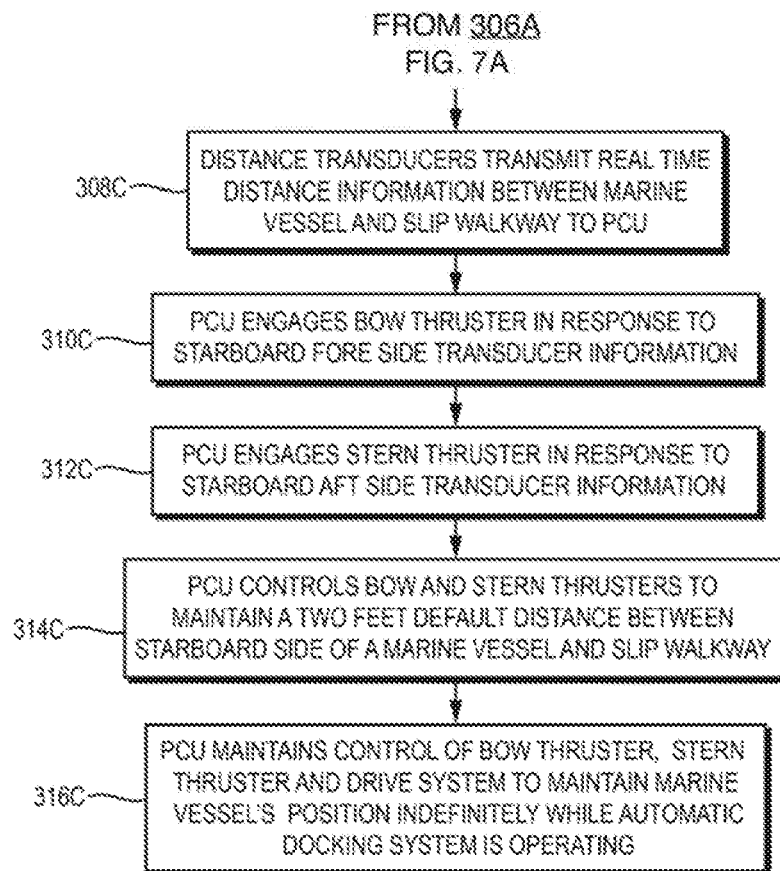 FROM 306A
FIG. 7A
308C
DISTANCE TRANSDUCERS TRANSMIT REAL TIME
DISTANCE INFORMATION BETWEEN MARINE
VESSEL AND SLIP WALKWAY TO PCU
310C
PCU ENGAGES BOW THRUSTER IN RESPONSE TO
STARBOARD FORE SIDE TRANSDUCER INFORMATION
312C
PCU ENGAGES STERN THRUSTER IN RESPONSE TO
STARBOARD AFT SIDE TRANSDUCER INFORMATION
314C
PCU CONTROLS BOW AND STERN THRUSTERS TO
MAINTAIN A TWO FEET DEFAULT DISTANCE BETWEEN
STARBOARD SIDE OF A MARINE VESSEL AND SLIP WALKWAY
316C
PCU MAINTAINS CONTROL OF BOW THRUSTER, STERN
THRUSTER AND DRIVE SYSTEM TO MAINTAIN MARINE
VESSEL'S POSITION INDEFINITELY WHILE AUTOMATIC
DOCKING SYSTEM IS OPERATING